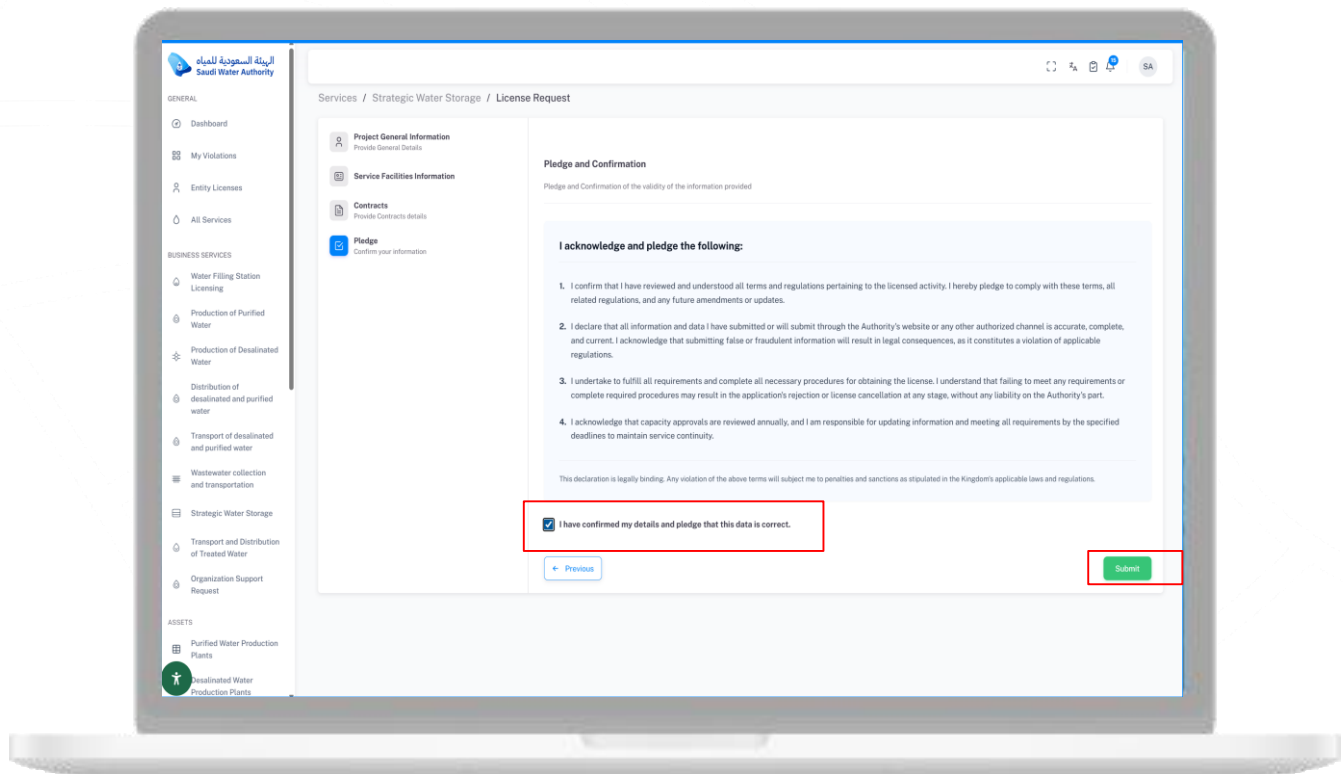 الهيئة السعودية للمياه
Saudi Water Authority
GENERAL
Dashboard
My Violations
Entity Licenses
All Services
BUSINESS SERVICES
Water Filling Station
Licensing
Production of Purified
Water
Production of Desalinated
Water
Distribution of
desalinated and purified
water
Transport of desalinated
and purified water
Wastewater collection
and transportation
Strategic Water Storage
Transport and Distribution
of Treated Water
Organization Support
Request
ASSETS
Purified Water Production
Plants
Desalinated Water
Production Plants
SA
Services / Strategic Water Storage / License Request
Project General Information
Provide General Details
Service Facilities Information
Contracts
Provide Contracts details
Pledge
Confirm your information
Pledge and Confirmation
Pledge and Confirmation of the validity of the information provided
I acknowledge and pledge the following:
1. I confirm that I have reviewed and understood all terms and regulations pertaining to the licensed activity. I hereby pledge to comply with these terms, all
related regulations, and any future amendments or updates.
2. I declare that all information and data I have submitted or will submit through the Authority's website or any other authorized channel is accurate, complete,
and current. I acknowledge that submitting false or fraudulent information will result in legal consequences, as it constitutes a violation of applicable
regulations.
3. I undertake to fulfill all requirements and complete all necessary procedures for obtaining the license. I understand that failing to meet any requirements or
complete required procedures may result in the application's rejection or license cancellation at any stage, without any liability on the Authority's part.
4. I acknowledge that capacity approvals are reviewed annually, and I am responsible for updating information and meeting all requirements by the specified
deadlines to maintain service continuity.
This declaration is legally binding. Any violation of the above terms will subject me to penalties and sanctions as stipulated in the Kingdom's applicable laws and regulations.
I have confirmed my details and pledge that this data is correct.
← Previous
Submit